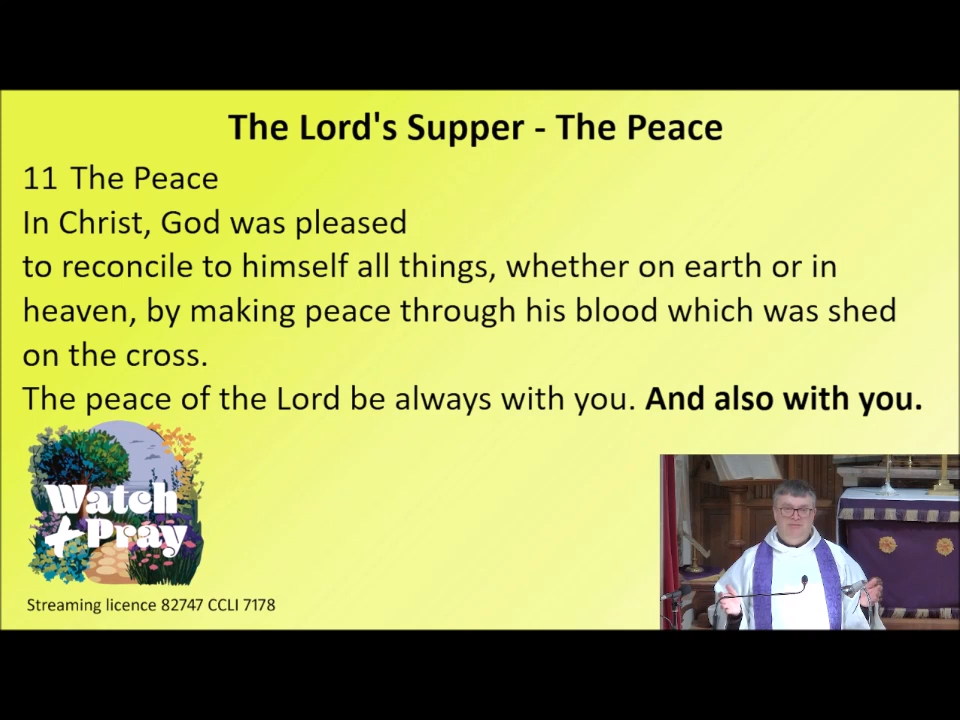 The Lord's Supper - The Peace
11 The Peace
In Christ, God was pleased
to reconcile to himself all things, whether on earth or in
heaven, by making peace through his blood which was shed
on the cross.
The peace of the Lord be always with you. And also with you.
Watch
+Pray
Streaming licence 82747 CCLI 7178